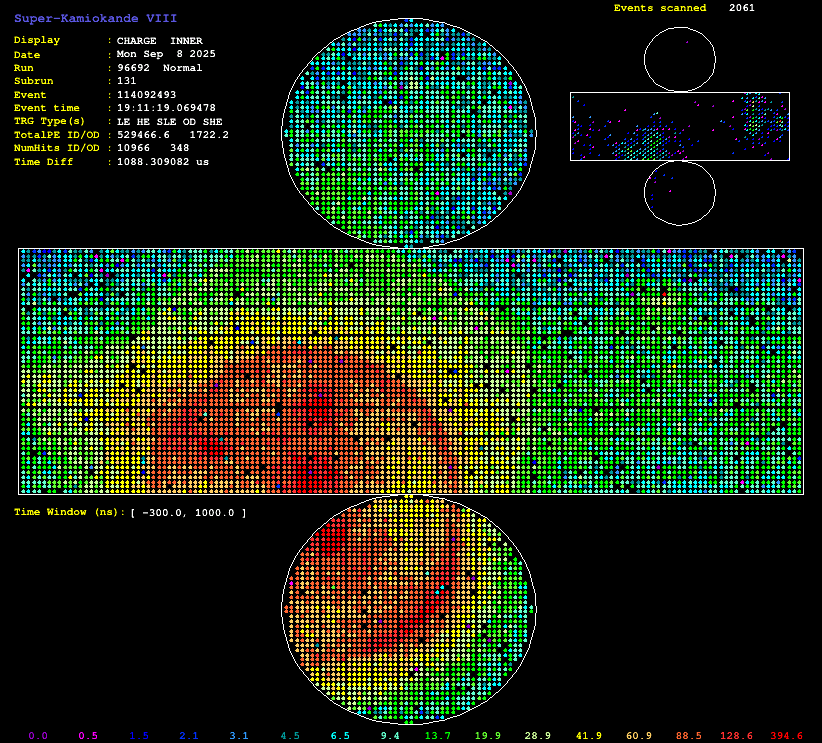 Super-Kamiokande VIII
Events scanned 2061
Display : CHARGE INNER
Date : Mon Sep 8 2025
Run : 96692 Normal
Subrun : 131
Event : 114092493
Event time : 19:11:19.069478
TRG Type(s) : LE HE SLE OD SHE
TotalPE ID/OD : 529466.6 1722.2
NumHits ID/OD : 10966 348
Time Diff : 1088.309082 us
Time Window (ns): [ -300.0, 1000.0 ]
0.0 0.5 1.5 2.1 3.1 4.5 6.5 9.4 13.7 19.9 28.9 41.9 60.9 88.5 128.6 394.6